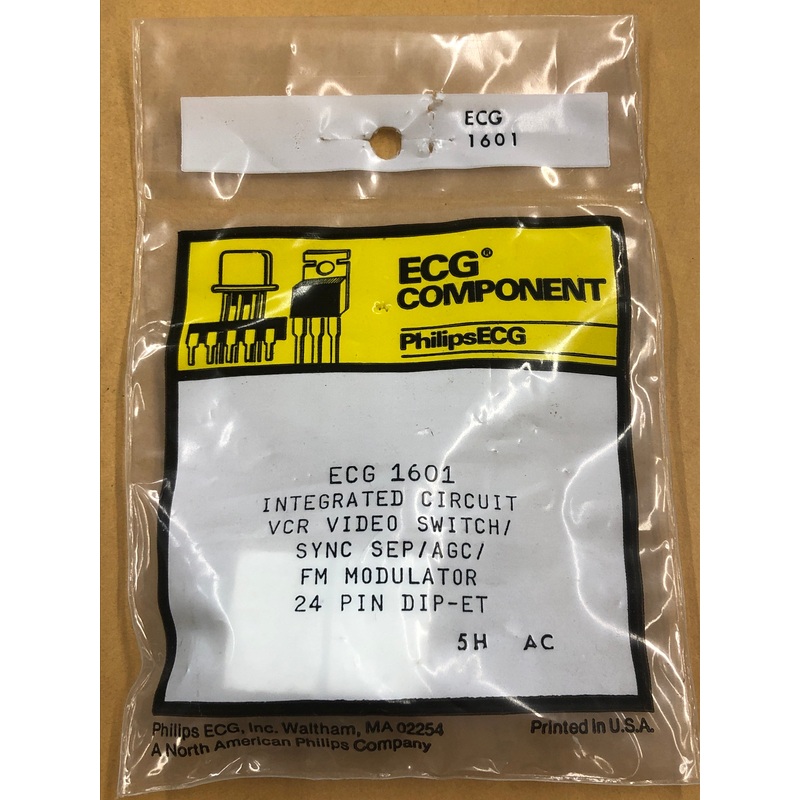 ECG
1601
ECG®
COMPONENT
PhilipsECG
ECG 1601
INTEGRATED CIRCUIT
VCR VIDEO SWITCH/
SYNC SEP/AGC/
FM MODULATOR
24 PIN DIP-ET
5H AC
Philips ECG, Inc. Waltham, MA 02254
A North American Philips Company
Printed in U.S.A.